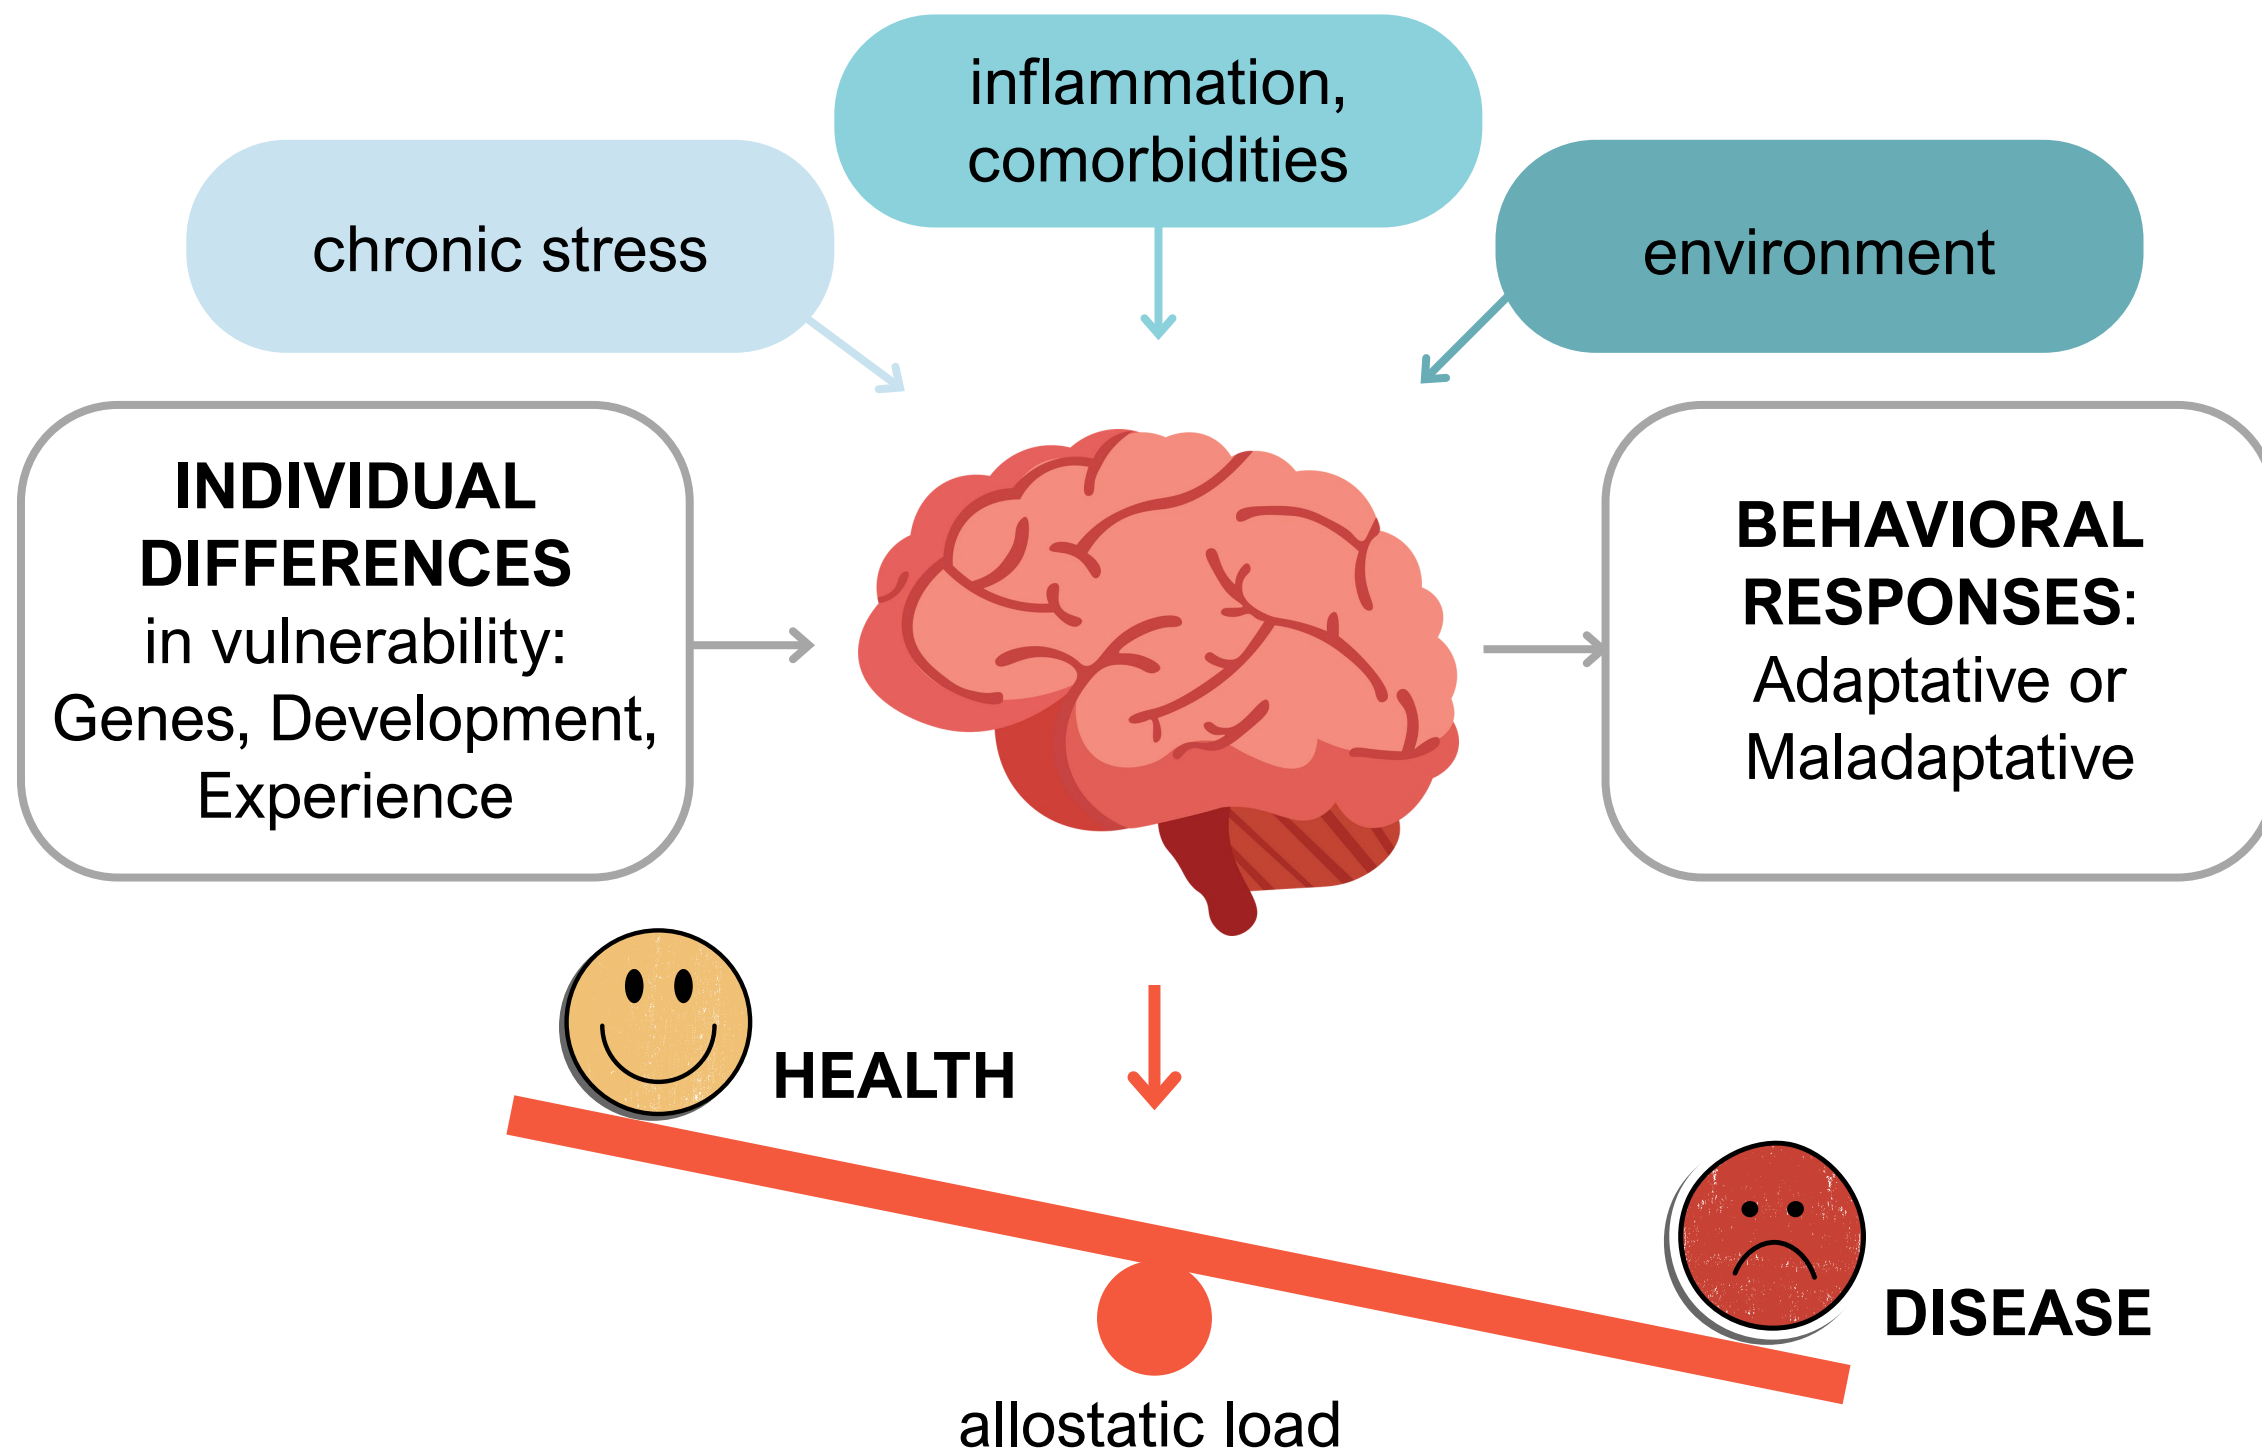 inflammation,
comorbidities
chronic stress
environment
INDIVIDUAL
DIFFERENCES
in vulnerability:
Genes, Development,
Experience
BEHAVIORAL
RESPONSES:
Adaptative or
Maladaptative
HEALTH
DISEASE
allostatic load